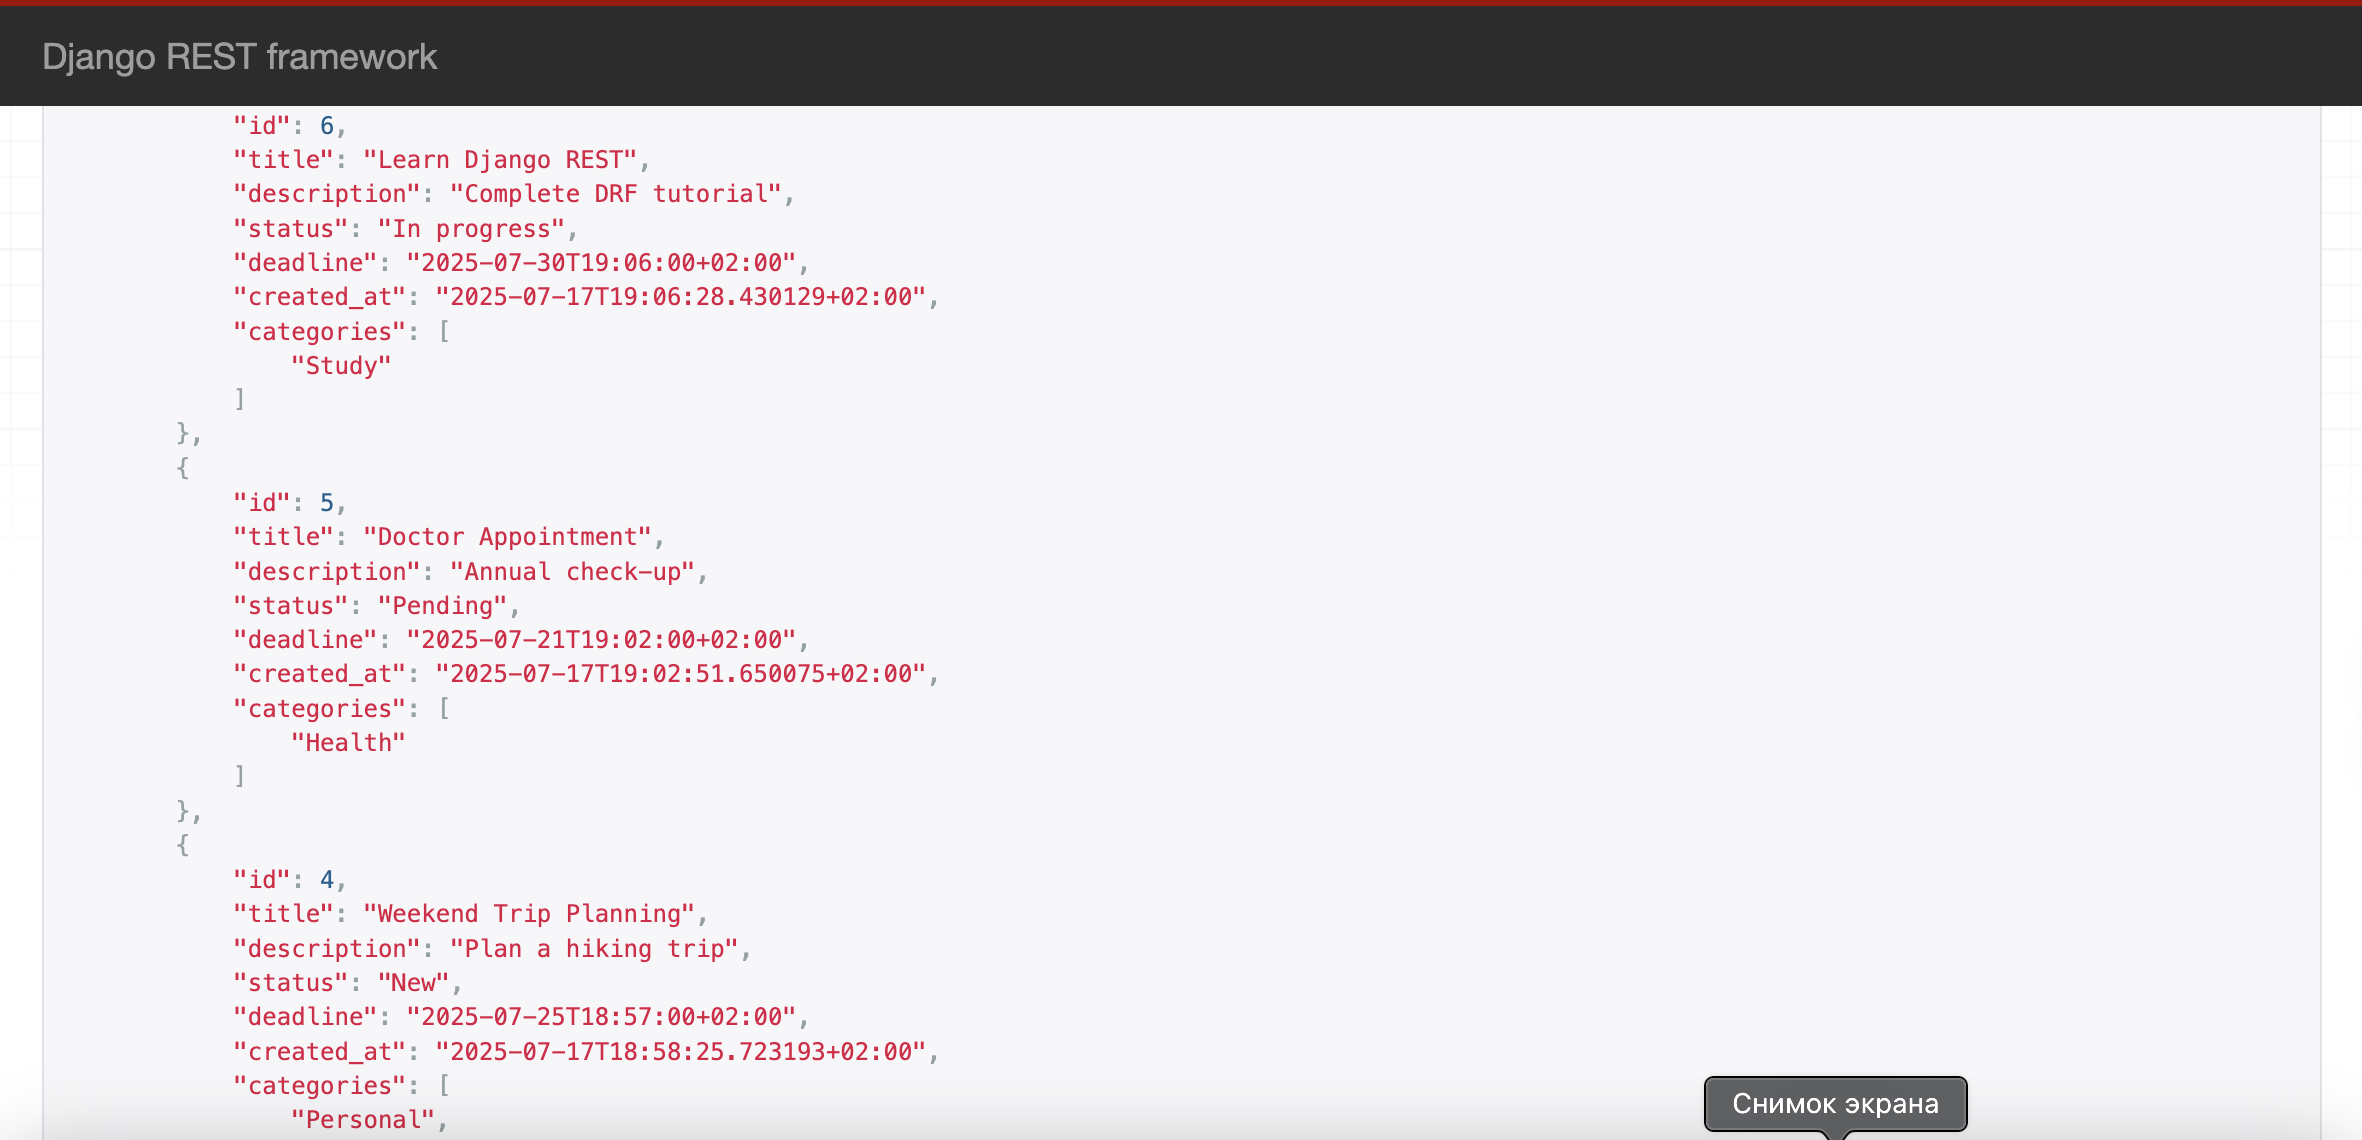 Django REST framework
"id": 6,
"title": "Learn Django REST",
"description": "Complete DRF tutorial",
"status": "In progress",
"deadline": "2025-07-30T19:06:00+02:00",
"created_at": "2025-07-17T19:06:28.430129+02:00",
"categories": [
"Study"
]
},
{
"id": 5,
"title": "Doctor Appointment",
"description": "Annual check-up",
"status": "Pending",
"deadline": "2025-07-21T19:02:00+02:00",
"created_at": "2025-07-17T19:02:51.650075+02:00",
"categories": [
"Health"
]
},
{
"id": 4,
"title": "Weekend Trip Planning",
"description": "Plan a hiking trip",
"status": "New",
"deadline": "2025-07-25T18:57:00+02:00",
"created_at": "2025-07-17T18:58:25.723193+02:00",
"categories": [
"Personal",
Снимок экрана